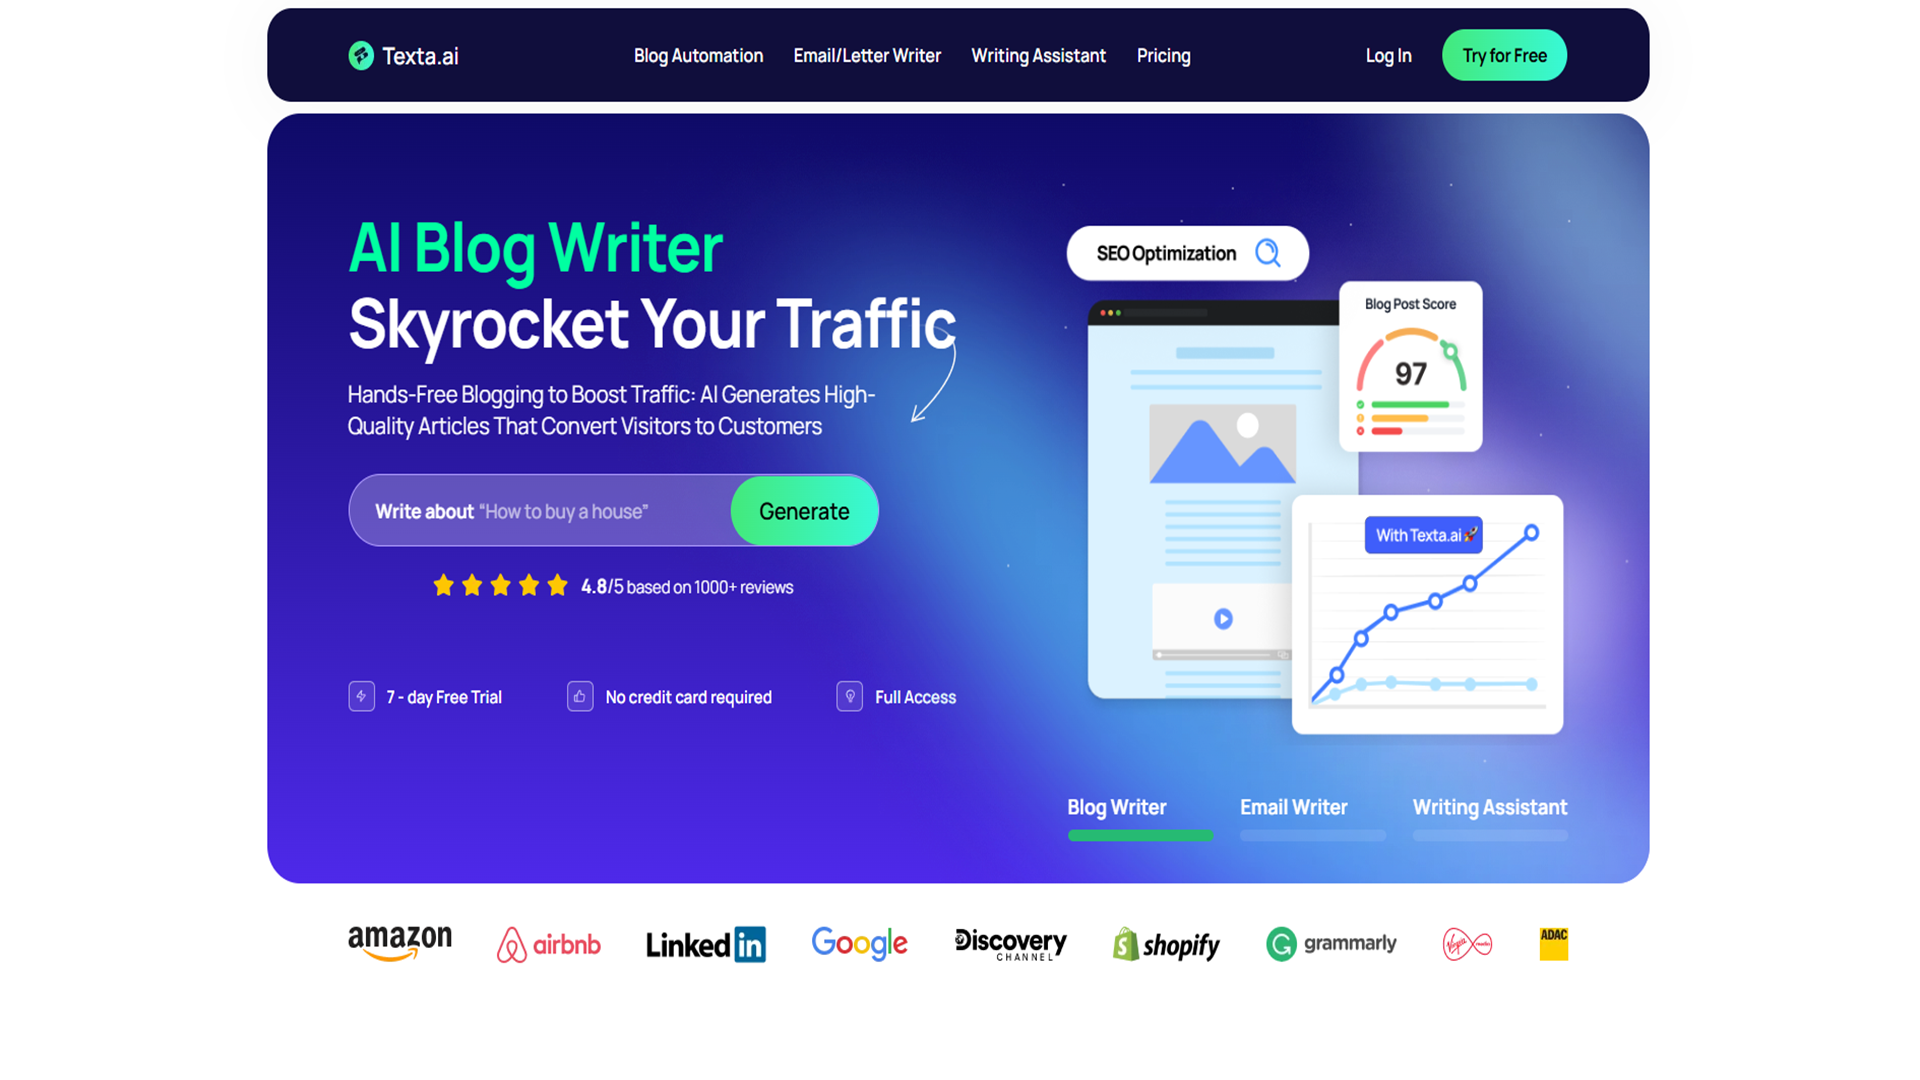 Texta.ai
Blog Automation
Email/Letter Writer
Writing Assistant
Pricing
Log In
Try for Free
AI Blog Writer
Skyrocket Your Traffic
Hands-Free Blogging to Boost Traffic: AI Generates High-
Quality Articles That Convert Visitors to Customers
Write about “How to buy a house”
Generate
4.8/5 based on 1000+ reviews
7 - day Free Trial
No credit card required
Full Access
SEO Optimization
Blog Post Score
97
With Texta.ai
Blog Writer
Email Writer
Writing Assistant
amazon
airbnb
Linked in
Google
Discovery
CHANNEL
shopify
grammarly
Virgin media
ADAC